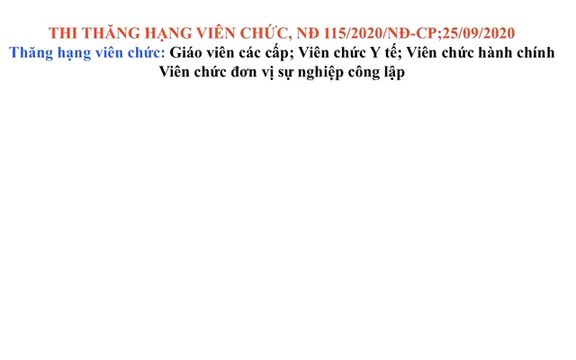 THI THĂNG HẠNG VIÊN CHỨC, NĐ 115/2020/NĐ-CP;25/09/2020
Thăng hạng viên chức: Giáo viên các cấp; Viên chức Y tế; Viên chức hành chính
Viên chức đơn vị sự nghiệp công lập